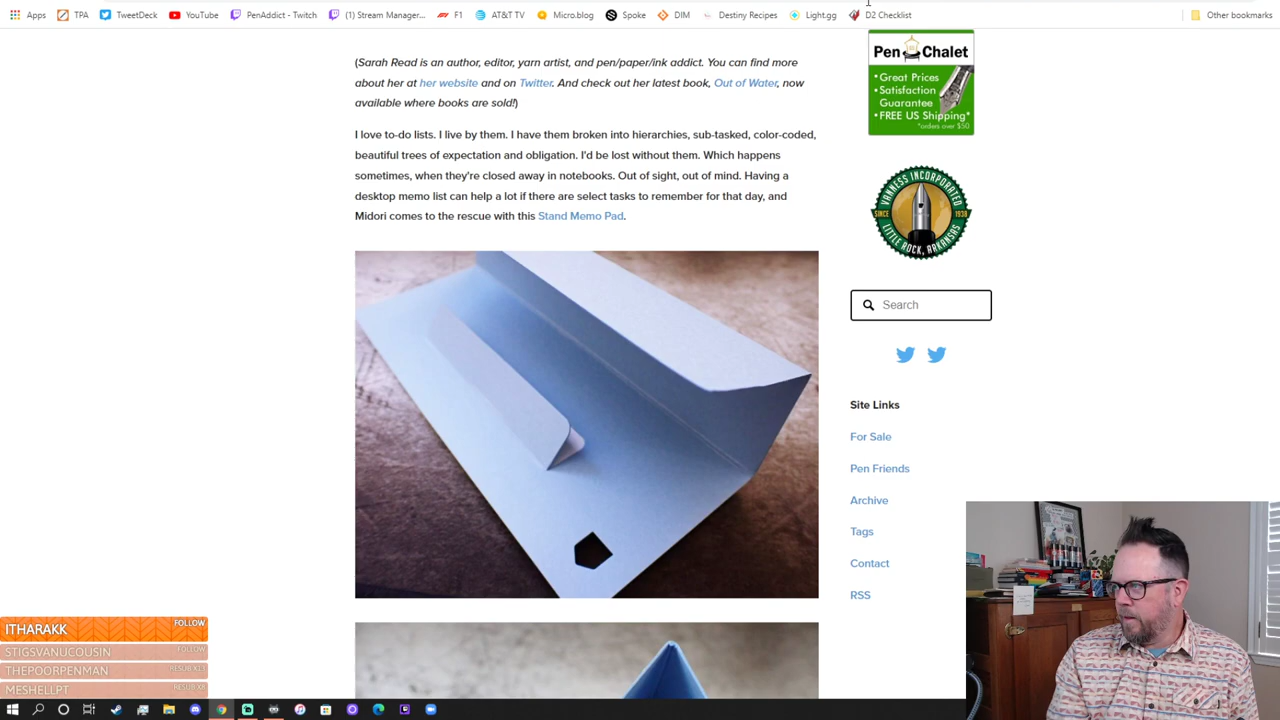 Apps
TPA
TweetDeck
YouTube
PenAddict - Twitch
(1) Stream Manager...
F1
AT&T TV
Micro.blog
Spoke
DIM
Destiny Recipes
Light.gg
D2 Checklist
Other bookmarks
(Sarah Read is an author, editor, yarn artist, and pen/paper/ink addict. You can find more
about her at her website and on Twitter. And check out her latest book, Out of Water, now
available where books are sold!)
I love to-do lists. I live by them. I have them broken into hierarchies, sub-tasked, color-coded,
beautiful trees of expectation and obligation. I'd be lost without them. Which happens
sometimes, when they're closed away in notebooks. Out of sight, out of mind. Having a
desktop memo list can help a lot if there are select tasks to remember for that day, and
Midori comes to the rescue with this Stand Memo Pad.
Pen Chalet
• Great Prices
• Satisfaction
Guarantee
• FREE US Shipping*
*orders over $50
VANNESS INCORPORATED
SINCE 1938
LITTLE ROCK, ARKANSAS
Search
Site Links
For Sale
Pen Friends
Archive
Tags
Contact
RSS
ITHARAKK FOLLOW
STIGSVANUCOUSIN FOLLOW
THEPOORPENMAN
MESHELLPT